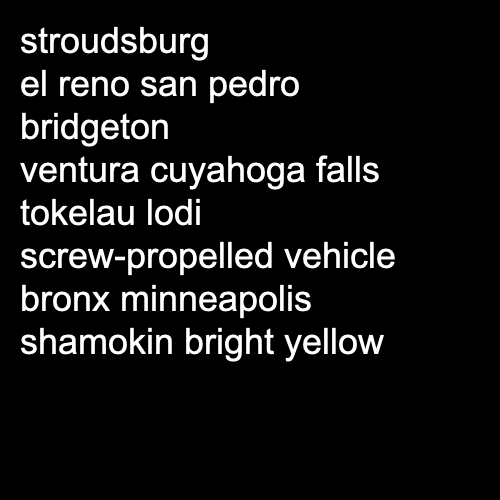 stroudsburg
el reno san pedro
bridgeton
ventura cuyahoga falls
tokelau lodi
screw-propelled vehicle
bronx minneapolis
shamokin bright yellow